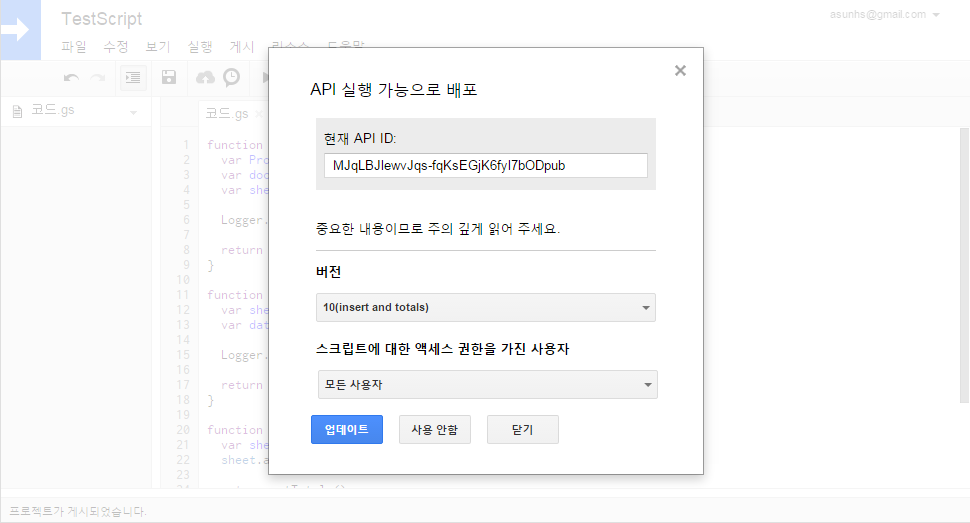 TestScript
asunhs@gmail.com
파일 수정 보기 실행 게시 리소스 도움말
코드.gs
코드.gs
API 실행 가능으로 배포
현재 API ID:
MJqLBJIewvJqs-fqKsEGjK6fyI7bODpub
중요한 내용이므로 주의 깊게 읽어 주세요.
버전
10(insert and totals)
스크립트에 대한 액세스 권한을 가진 사용자
모든 사용자
업데이트 사용 안함 닫기
1 function
2 var Pro
3 var doc
4 var she
5
6 Logger.
7
8 return
9 }
10
11 function
12 var she
13 var dat
14
15 Logger.
16
17 return
18 }
19
20 function
21 var she
22 sheet.a
23
프로젝트가 게시되었습니다.